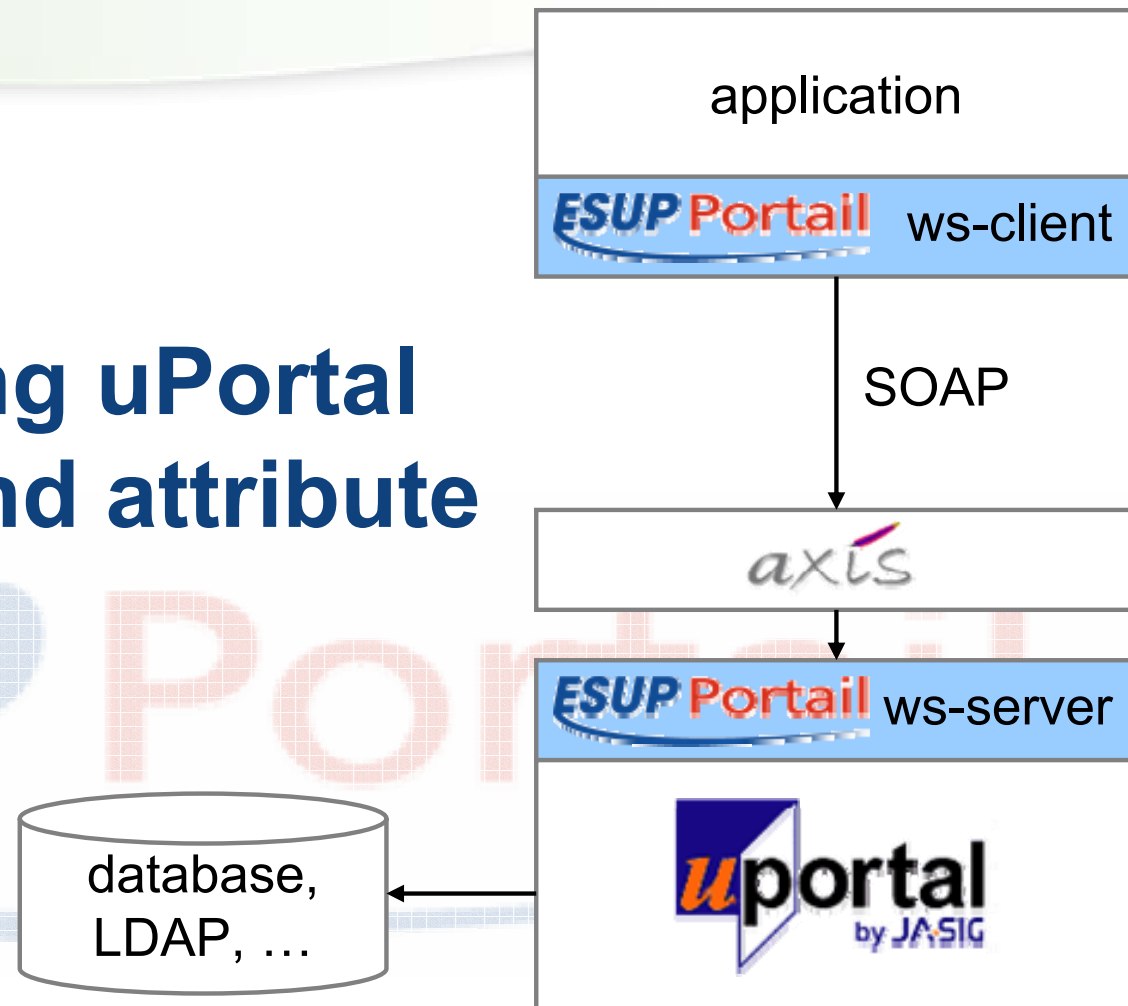 application
ESUP Portail ws-client
SOAP
ng uPortal
nd attribute
axis
P Portail
ESUP Portail ws-server
uportal
by JA-SIG
database,
LDAP, …